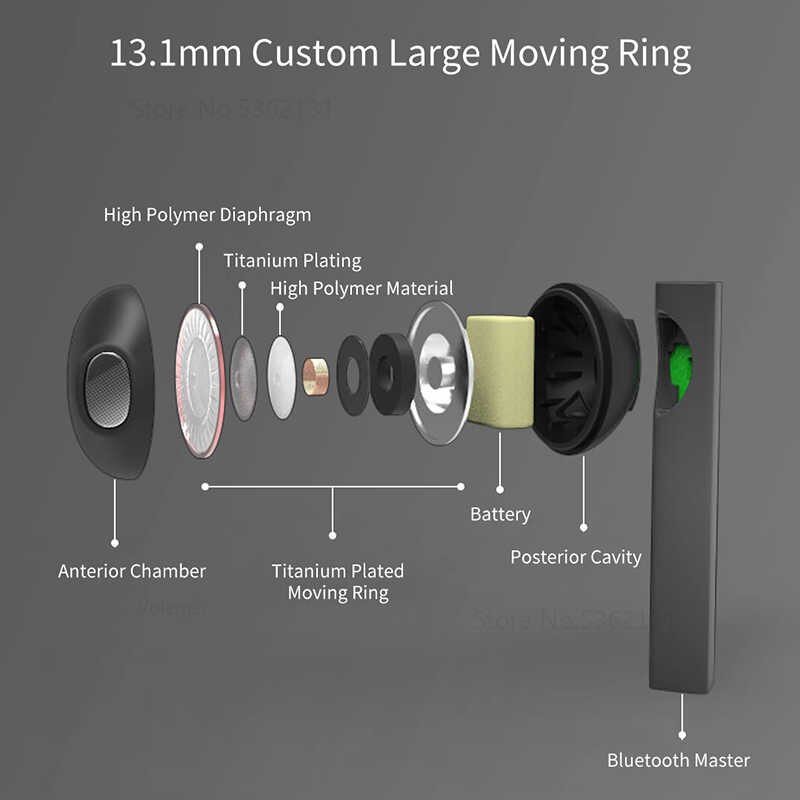 13.1mm Custom Large Moving Ring
Store No.5362131
High Polymer Diaphragm
Titanium Plating
High Polymer Material
Battery
Posterior Cavity
Anterior Chamber
Titanium Plated
Moving Ring
Store No.5362131
Bluetooth Master